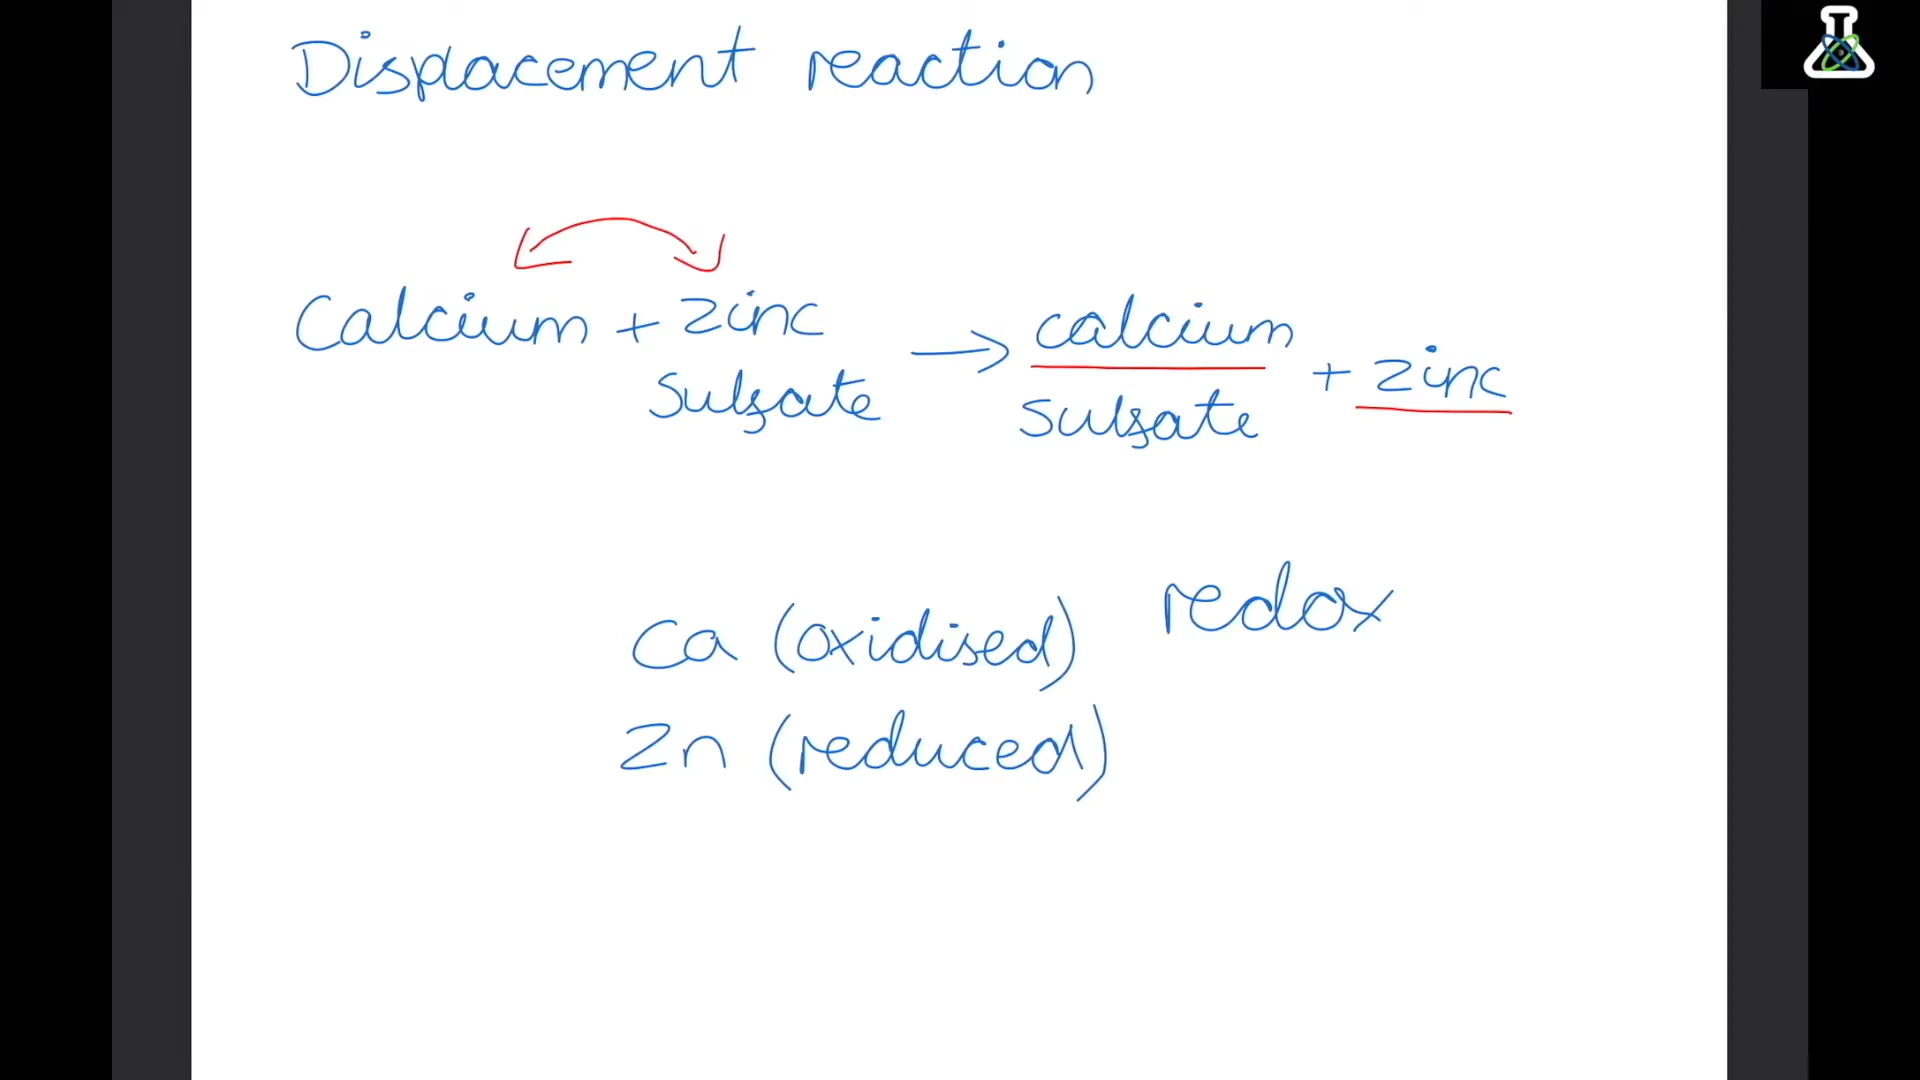 Displacement reaction
Calcium + zinc sulfate → calcium sulfate + zinc
redox
Ca (oxidised)
Zn (reduced)